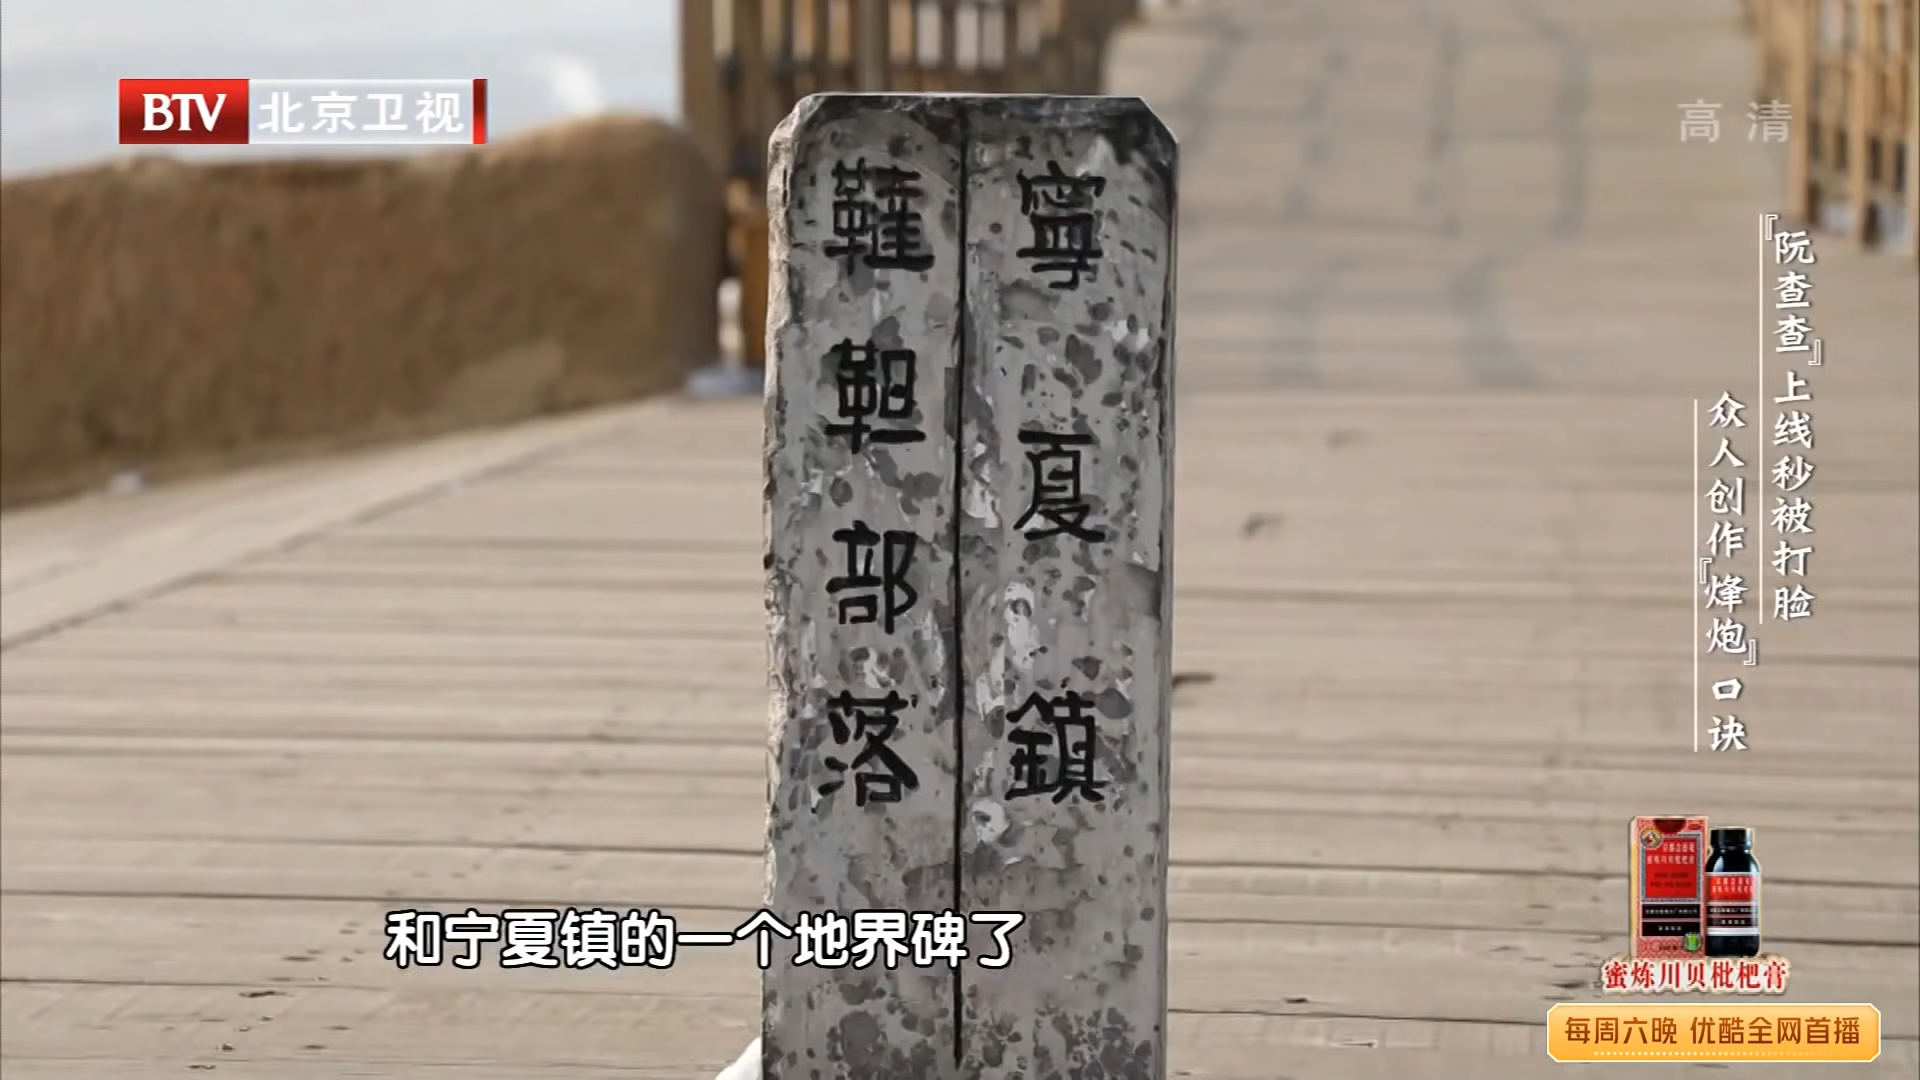 BTV 北京卫视
高清
寧夏鎮
韃靼部落
『阮查查』上线秒被打脸
众人创作『烽炮』口诀
和宁夏镇的一个地界碑了
蜜炼川贝枇杷膏
每周六晚 优酷全网首播